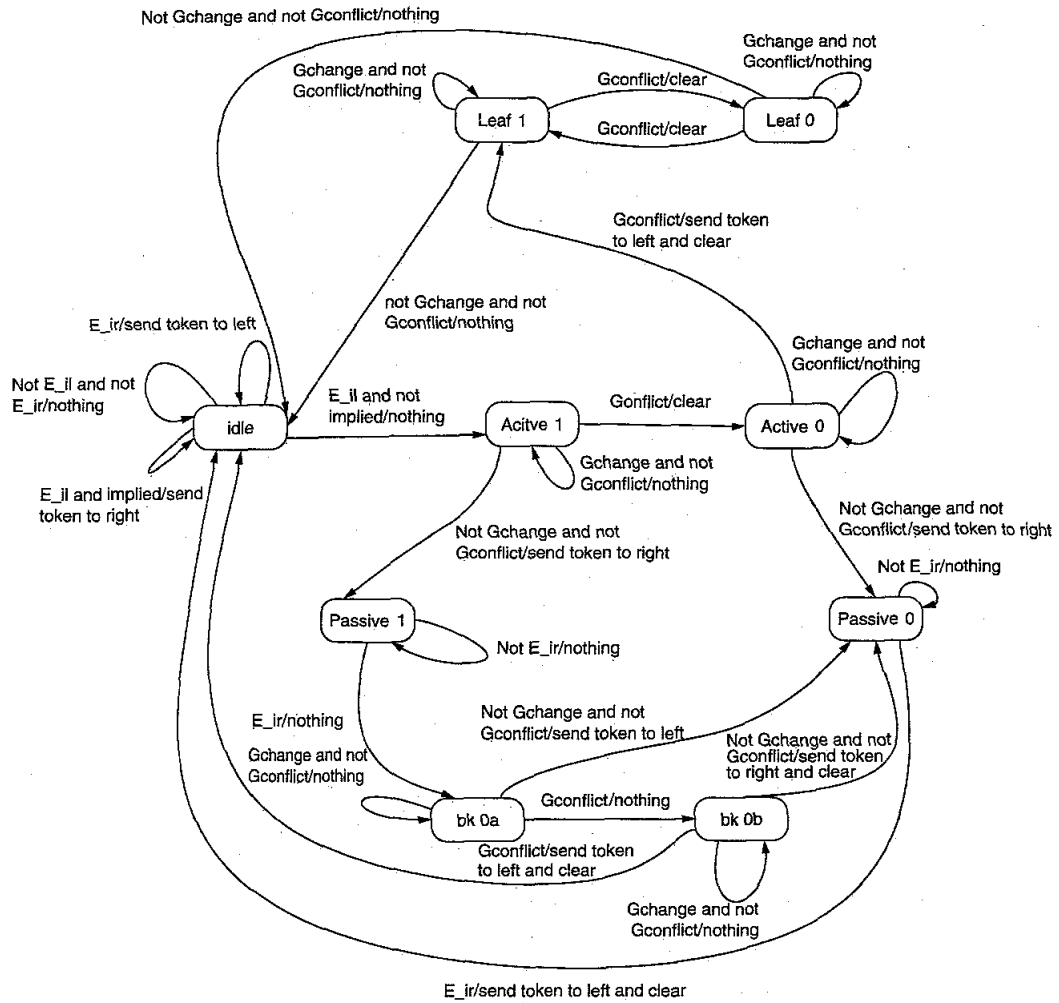 Not Gchange and not Gconflict/nothing
Gchange and not
Gconflict/nothing
Gchange and not
Gconflict/nothing
Gconflict/clear
Leaf 1
Leaf 0
Gconflict/clear
Gconflict/send token
to left and clear
not Gchange and not
Gconflict/nothing
E_ir/send token to left
Gchange and not
Gconflict/nothing
Not E_il and not
E_ir/nothing
E_il and not
implied/nothing
Gonflict/clear
idle
Acitve 1
Active 0
Gchange and not
Gconflict/nothing
E_il and implied/send
token to right
Not Gchange and not
Gconflict/send token to right
Not Gchange and not
Gconflict/send token to right
Not E_ir/nothing
Passive 1
Passive 0
Not E_ir/nothing
E_ir/nothing
Not Gchange and not
Gconflict/send token to left
Gchange and not
Gconflict/nothing
Not Gchange and not
Gconflict/send token
to right and clear
Gconflict/nothing
bk 0a
bk 0b
Gconflict/send token
to left and clear
Gchange and not
Gconflict/nothing
E_ir/send token to left and clear